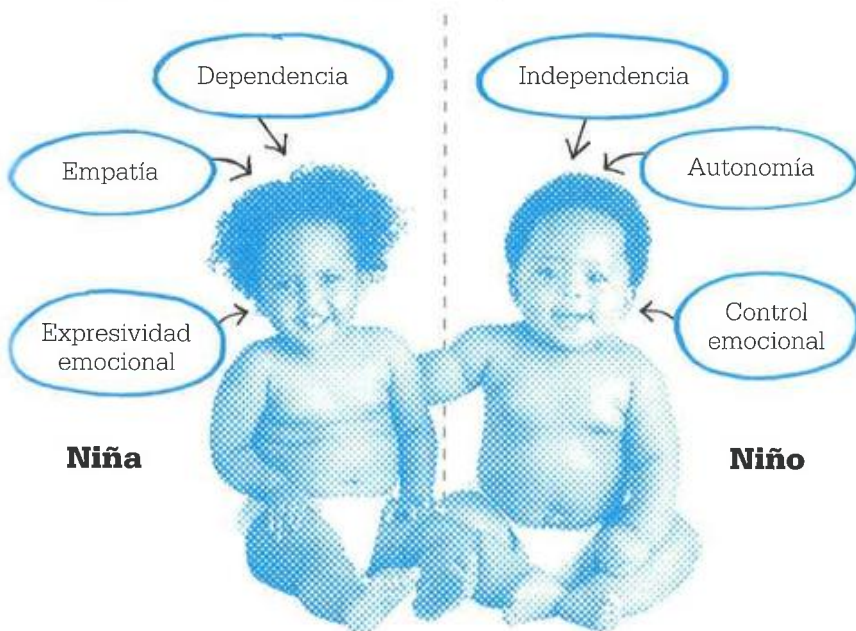 Dependencia
Independencia
Empatía
Autonomía
Expresividad
emocional
Control
emocional
Niña
Niño